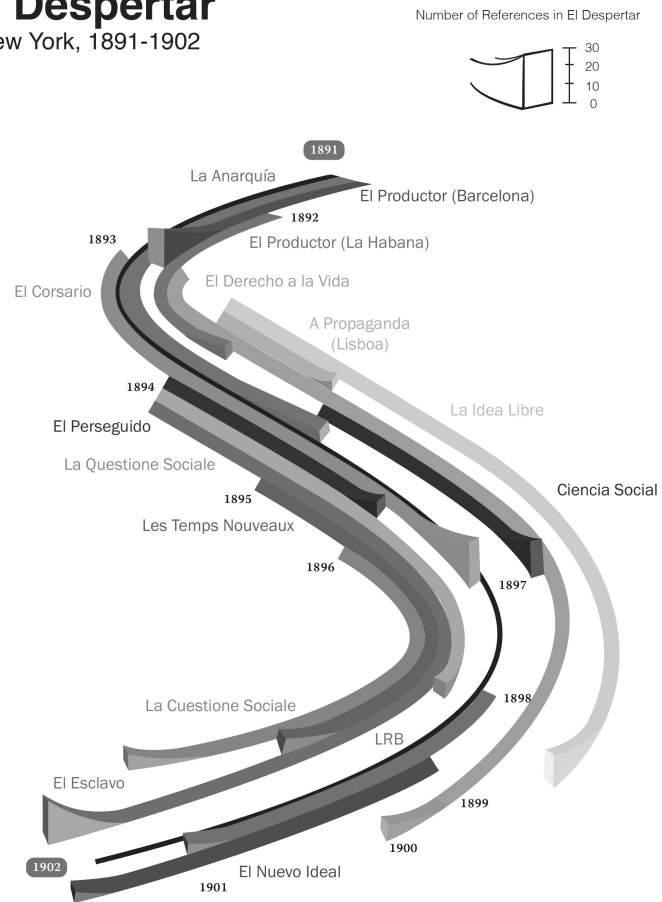 Despertar
New York, 1891-1902
Number of References in El Despertar
30
20
10
0
1891
La Anarquía
El Productor (Barcelona)
1892
1893
El Productor (La Habana)
El Corsario
El Derecho a la Vida
A Propaganda
(Lisboa)
1894
La Idea Libre
El Perseguido
La Questione Sociale
Ciencia Social
1895
Les Temps Nouveaux
1896
1897
1898
La Cuestione Sociale
LRB
El Esclavo
1899
1900
1902
El Nuevo Ideal
1901